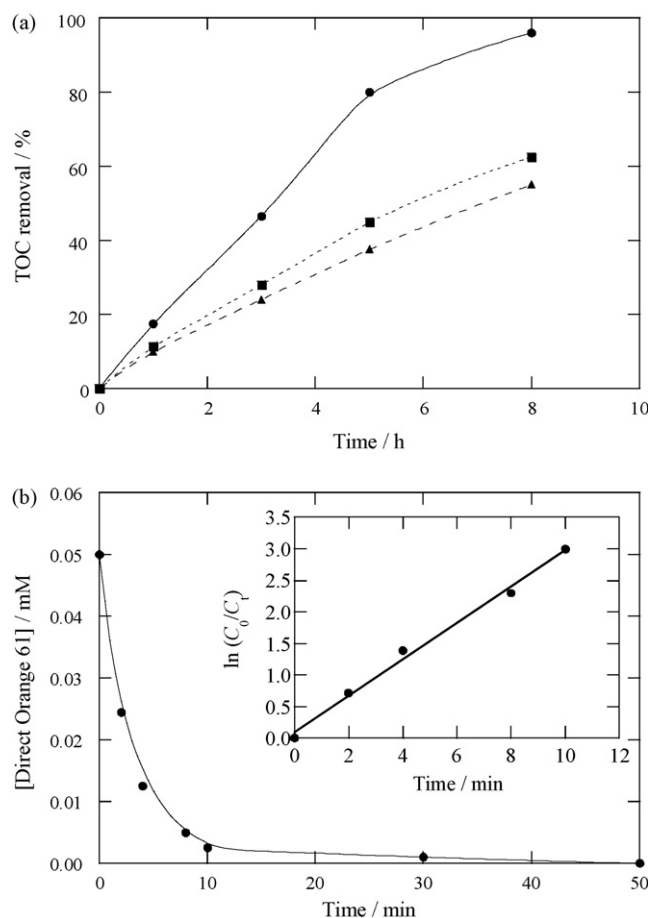 (a)
100
80
60
40
20
0
TOC removal / %
0 2 4 6 8 10
Time / h
(b)
0.06
0.05
0.04
0.03
0.02
0.01
0.00
[Direct Orange 61] / mM
0 10 20 30 40 50
Time / min
3.5
3.0
2.5
2.0
1.5
1.0
0.5
0.0
ln (C0/Ct)
0 2 4 6 8 10 12
Time / min